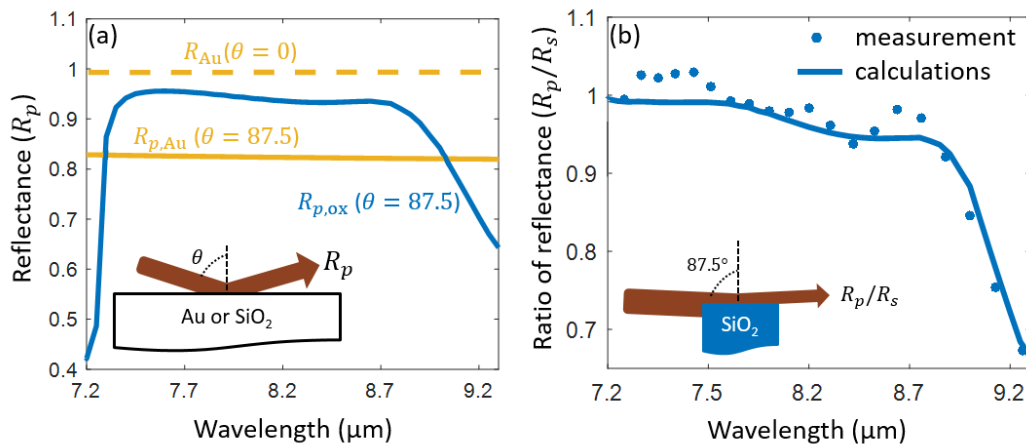 (a)
R_Au(θ = 0)
R_p,Au (θ = 87.5)
R_p,ox (θ = 87.5)
θ
R_p
Au or SiO₂
Reflectance (R_p)
1.1
1
0.9
0.8
0.7
0.6
0.5
0.4
7.2
7.7
8.2
8.7
9.2
Wavelength (μm)
(b)
measurement
calculations
87.5°
R_p/R_s
SiO₂
Ratio of reflectance (R_p/R_s)
1.1
1
0.9
0.8
0.7
7.2
7.5
8.2
8.7
9.2
Wavelength (μm)